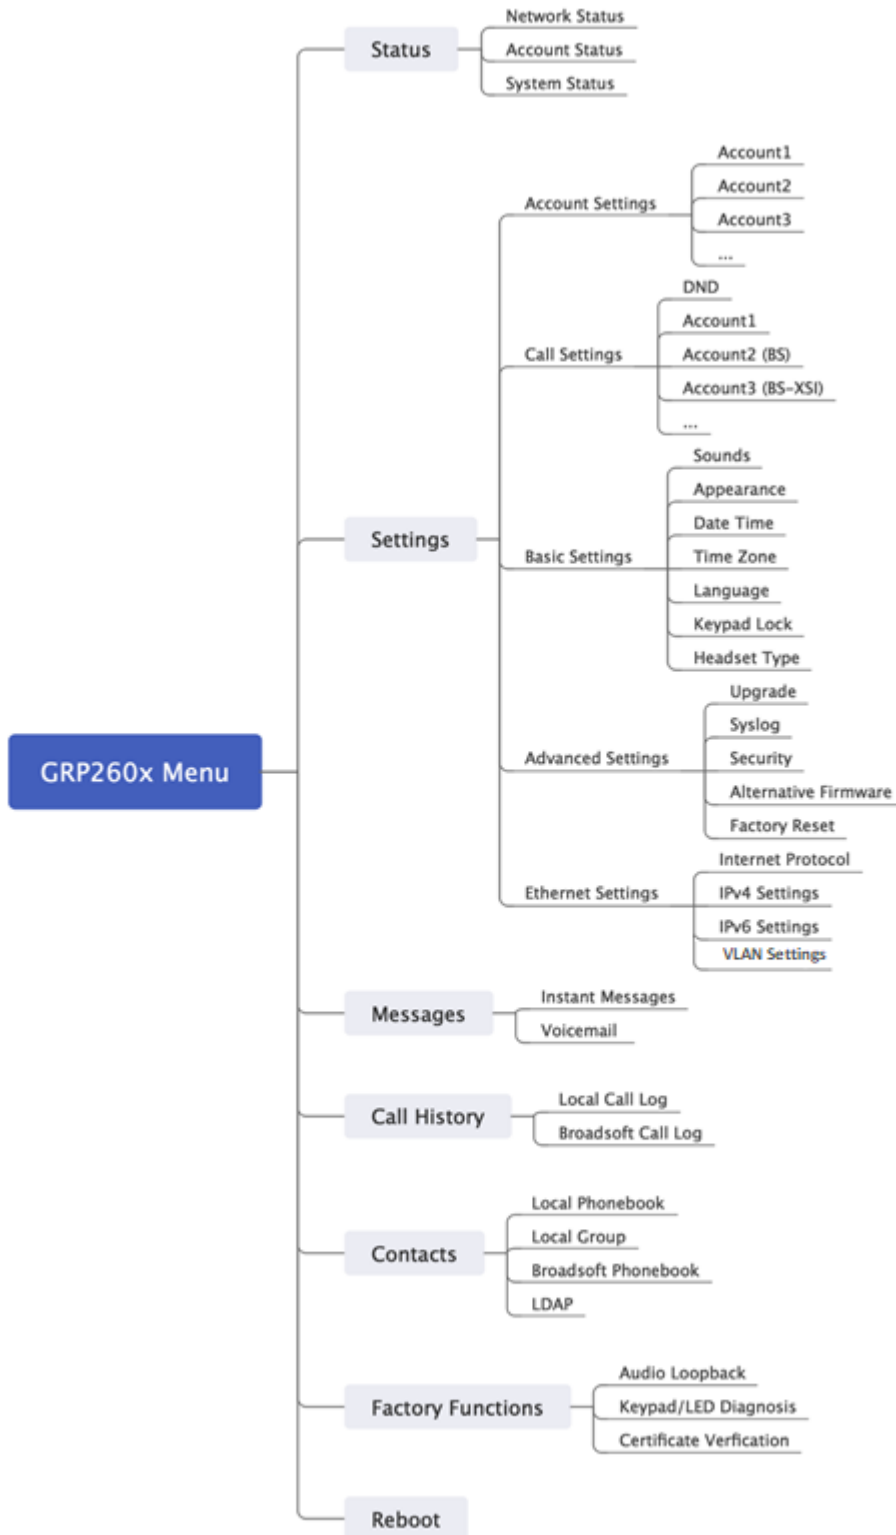 Network Status
Status
Account Status
System Status
Account1
Account2
Account Settings
Account3
...
DND
Account1
Call Settings
Account2 (BS)
Account3 (BS-XSI)
...
Sounds
Appearance
Date Time
Settings
Basic Settings
Time Zone
Language
Keypad Lock
Headset Type
Upgrade
Syslog
GRP260x Menu
Advanced Settings
Security
Alternative Firmware
Factory Reset
Internet Protocol
Ethernet Settings
IPv4 Settings
IPv6 Settings
VLAN Settings
Messages
Instant Messages
Voicemail
Call History
Local Call Log
Broadsoft Call Log
Local Phonebook
Local Group
Contacts
Broadsoft Phonebook
LDAP
Audio Loopback
Factory Functions
Keypad/LED Diagnosis
Certificate Verfication
Reboot